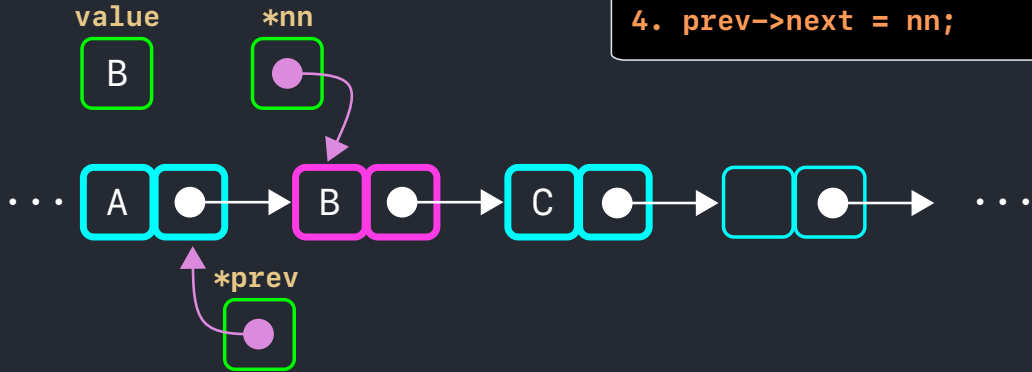 value *nn
4. prev->next = nn;
B
... A B C ...
*prev